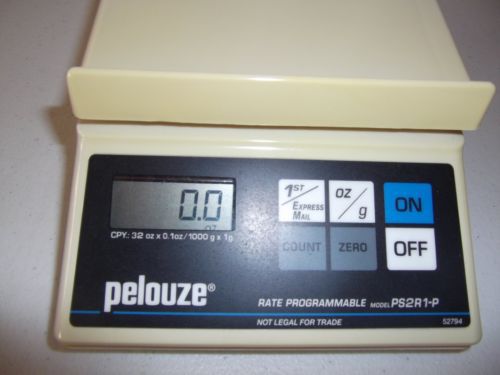 0.0
OZ
CPY.: 32 oz x 0.1oz/1000 g x 1g
1ST/
EXPRESS
MAIL
oz/
g
ON
COUNT
ZERO
OFF
pelouze®
RATE PROGRAMMABLE MODEL PS2R1-P
NOT LEGAL FOR TRADE
52794